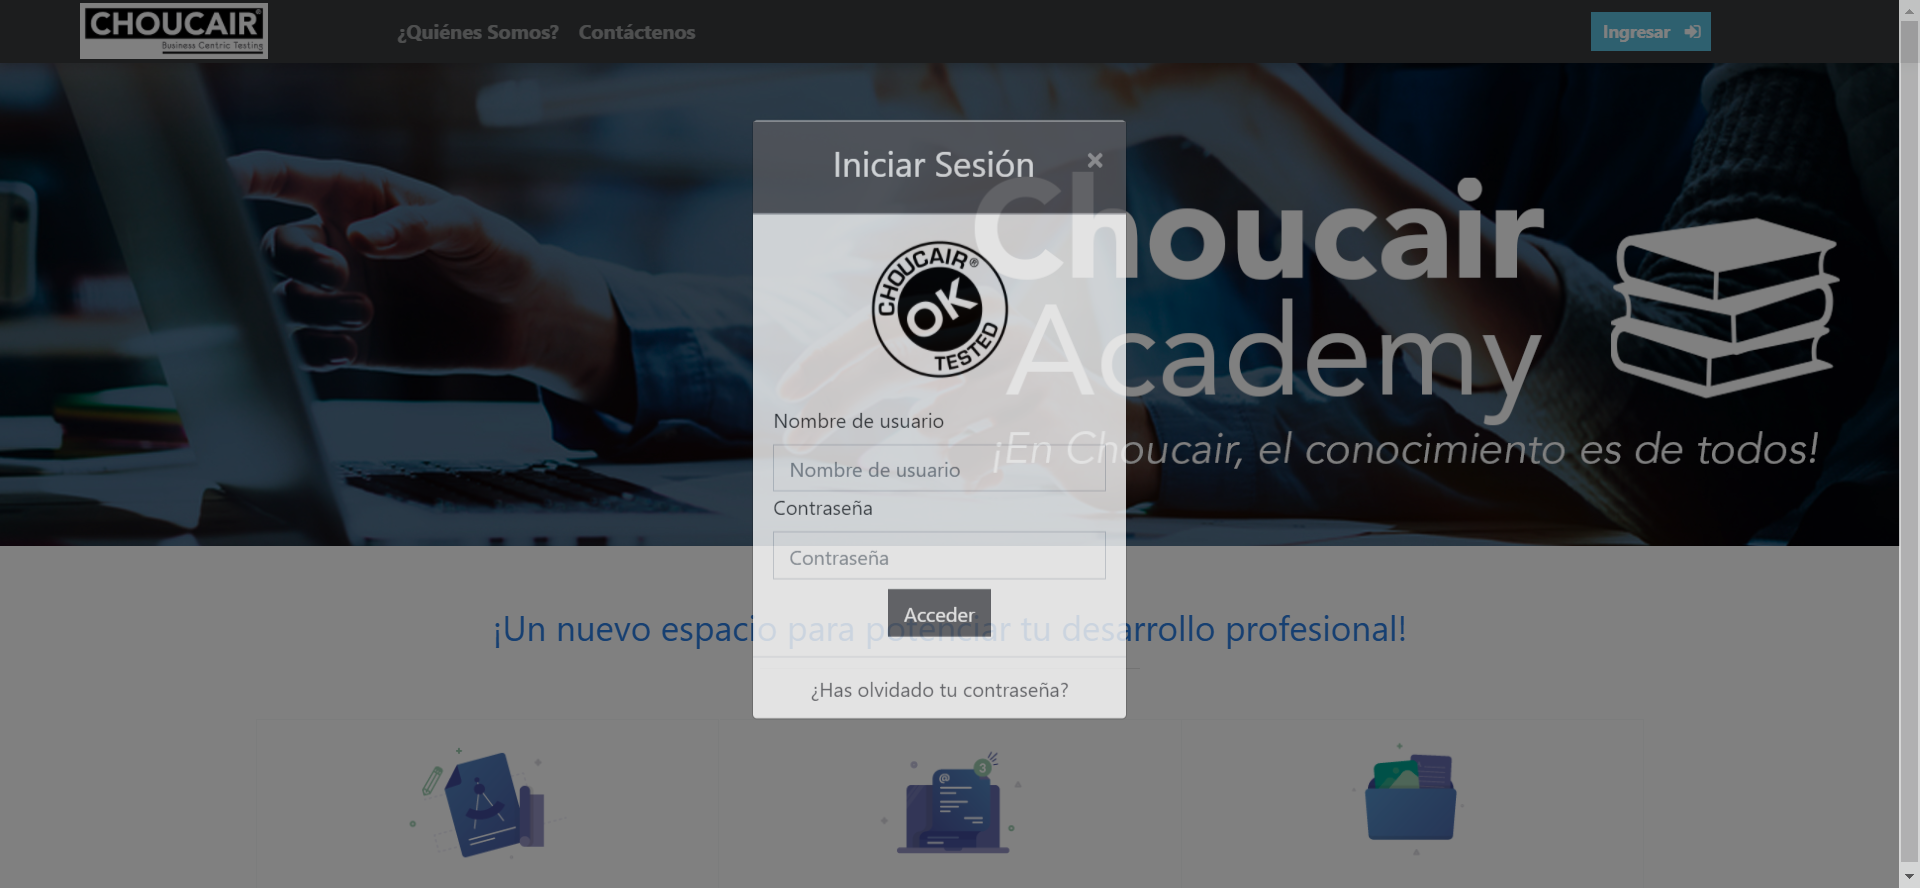 CHOUCAIR®
Business Centric Testing
¿Quiénes Somos?
Contáctenos
Ingresar
Iniciar Sesión
×
CHOUCAIR®
OK
TESTED
Choucair
Academy
¡En Choucair, el conocimiento es de todos!
Nombre de usuario
Nombre de usuario
Contraseña
Contraseña
Acceder
¡Un nuevo espacio para potenciar tu desarrollo profesional!
¿Has olvidado tu contraseña?
@
3